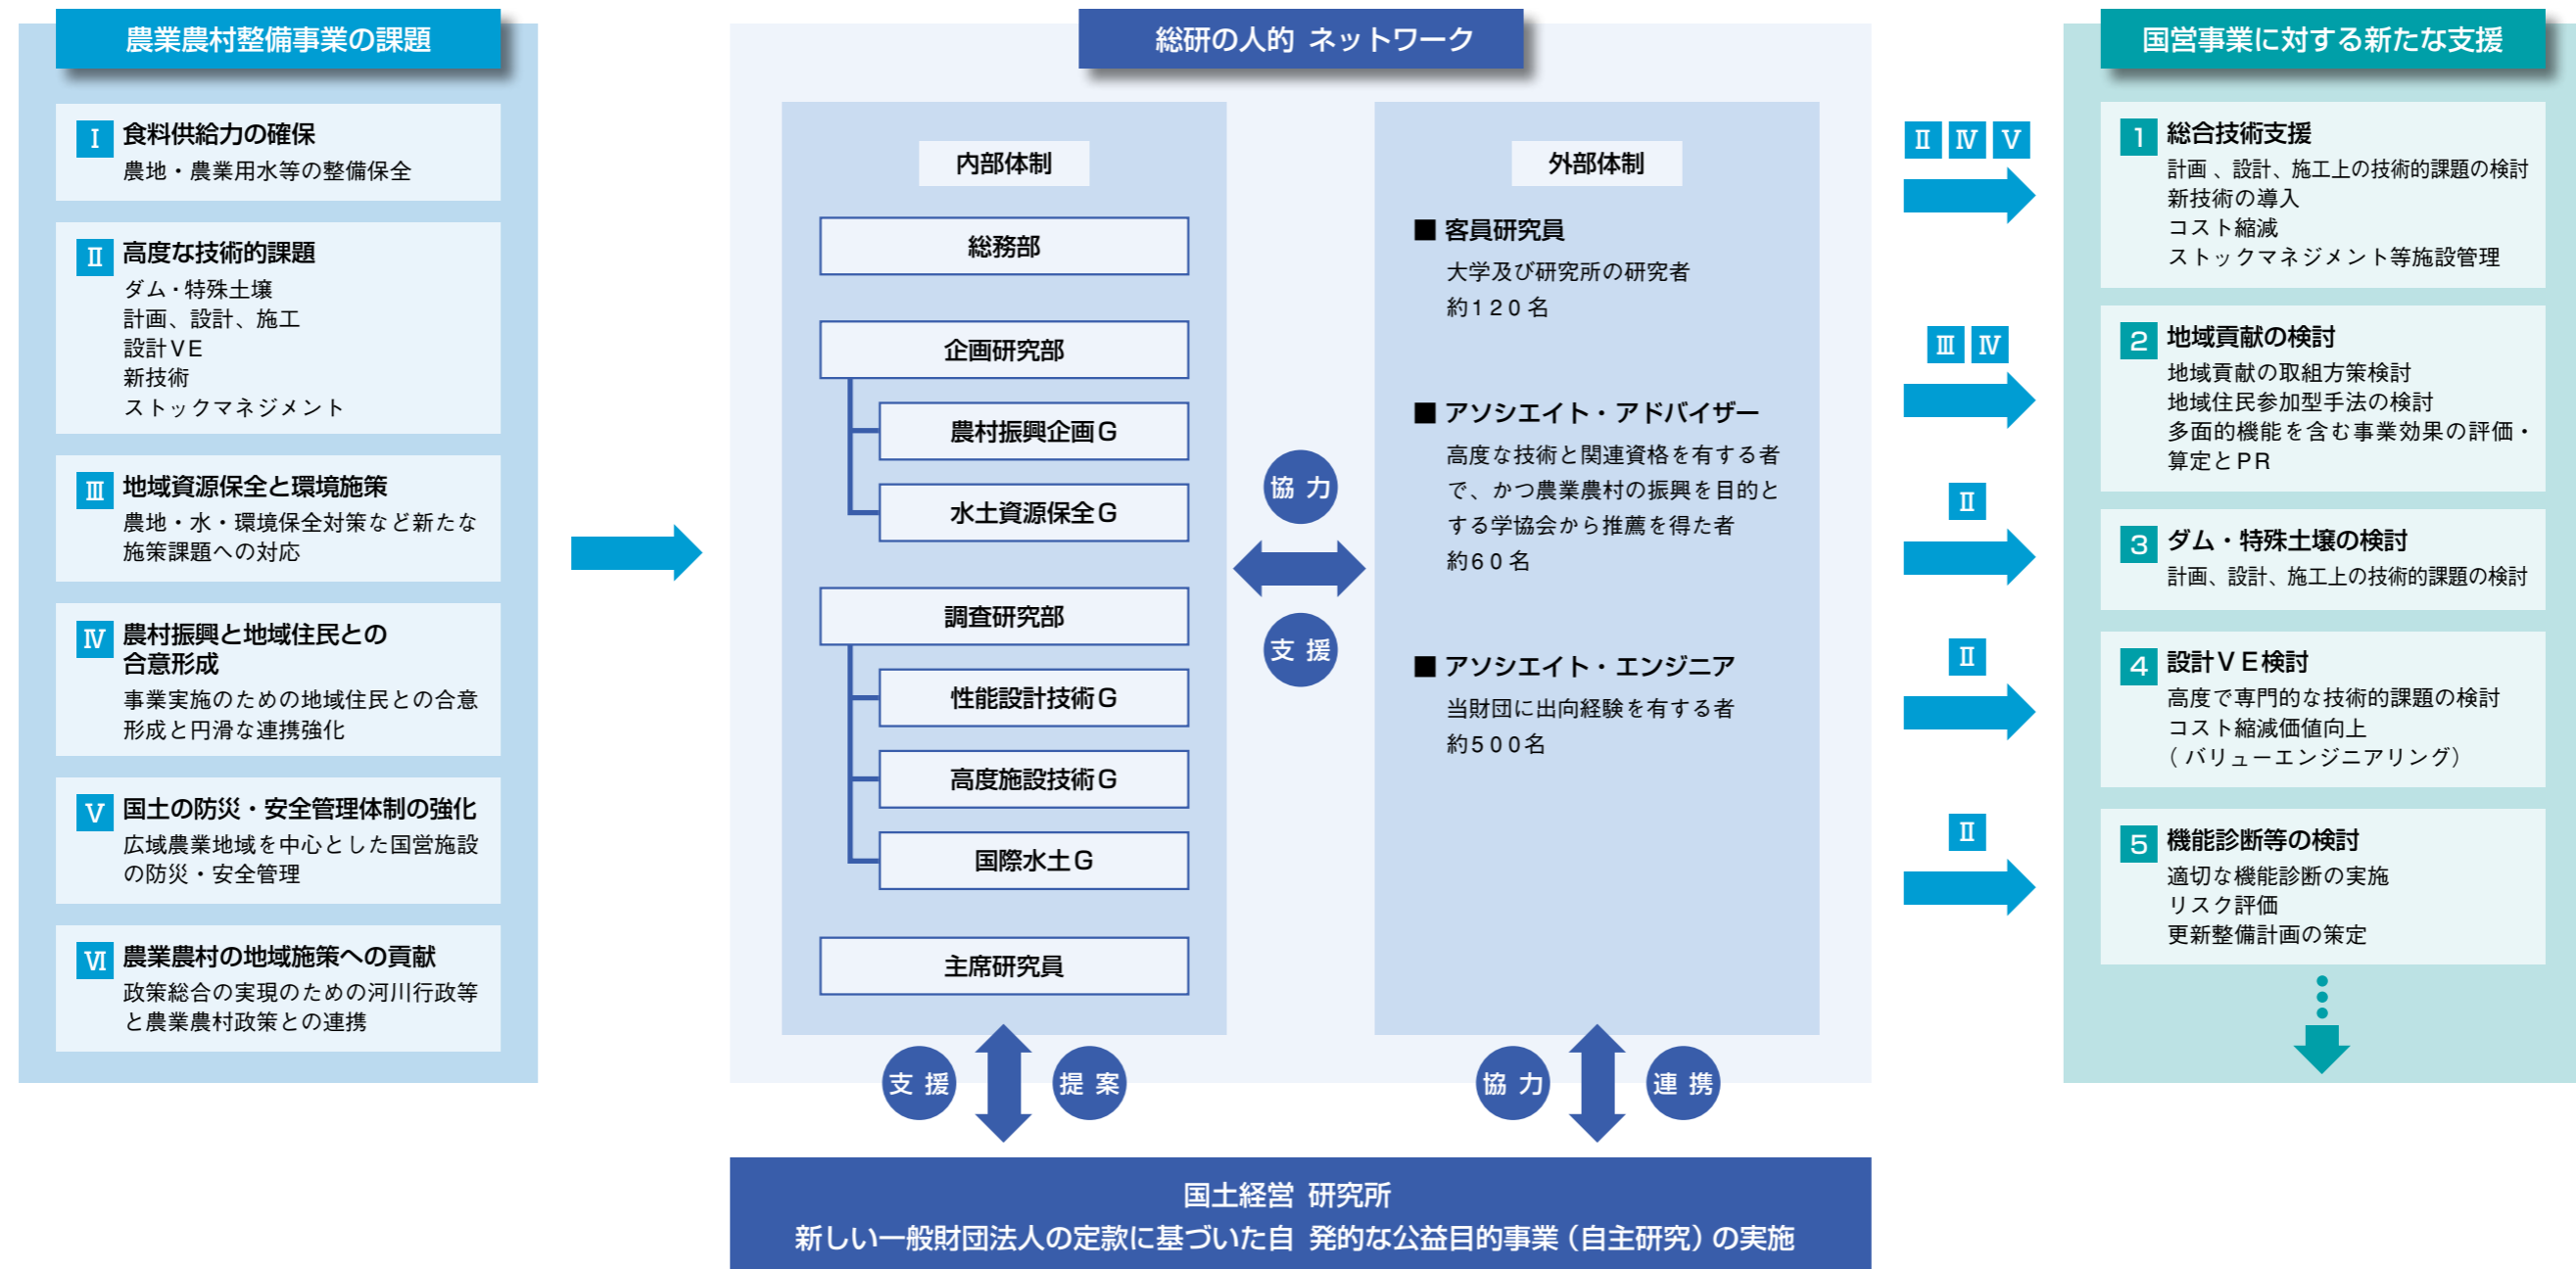 農業農村整備事業の課題
Ⅰ 食料供給力の確保
農地・農業用水等の整備保全
Ⅱ 高度な技術的課題
ダム・特殊土壌
計画、設計、施工
設計VE
新技術
ストックマネジメント
Ⅲ 地域資源保全と環境施策
農地・水・環境保全対策など新たな
施策課題への対応
Ⅳ 農村振興と地域住民との
合意形成
事業実施のための地域住民との合意
形成と円滑な連携強化
Ⅴ 国土の防災・安全管理体制の強化
広域農業地域を中心とした国営施設
の防災・安全管理
Ⅵ 農業農村の地域施策への貢献
政策総合の実現のための河川行政等
と農業農村政策との連携
総研の人的 ネットワーク
内部体制
総務部
企画研究部
農村振興企画G
水土資源保全G
調査研究部
性能設計技術G
高度施設技術G
国際水土G
主席研究員
協 力
支 援
外部体制
■ 客員研究員
大学及び研究所の研究者
約120名
■ アソシエイト・アドバイザー
高度な技術と関連資格を有する者
で、かつ農業農村の振興を目的と
する学協会から推薦を得た者
約60名
■ アソシエイト・エンジニア
当財団に出向経験を有する者
約500名
支 援
提 案
協 力
連 携
国土経営 研究所
新しい一般財団法人の定款に基づいた自 発的な公益目的事業（自主研究）の実施
Ⅱ Ⅳ Ⅴ
Ⅲ Ⅳ
Ⅱ
Ⅱ
Ⅱ
国営事業に対する新たな支援
1 総合技術支援
計画 、設計、施工上の技術的課題の検討
新技術の導入
コスト縮減
ストックマネジメント等施設管理
2 地域貢献の検討
地域貢献の取組方策検討
地域住民参加型手法の検討
多面的機能を含む事業効果の評価・
算定とPR
3 ダム・特殊土壌の検討
計画、設計、施工上の技術的課題の検討
4 設計ＶＥ検討
高度で専門的な技術的課題の検討
コスト縮減価値向上
（ バリューエンジニアリング）
5 機能診断等の検討
適切な機能診断の実施
リスク評価
更新整備計画の策定